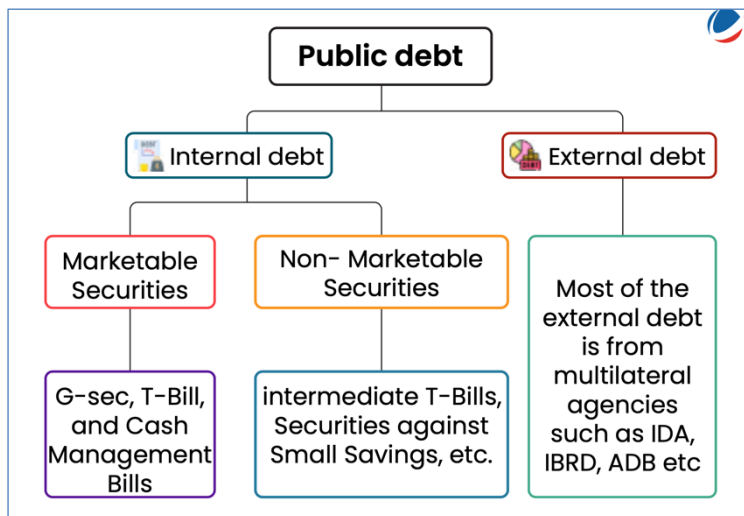 Public debt
Internal debt
External debt
Marketable
Securities
Non- Marketable
Securities
Most of the
external debt
is from
multilateral
agencies
such as IDA,
IBRD, ADB etc
G-sec, T-Bill,
and Cash
Management
Bills
intermediate T-Bills,
Securities against
Small Savings, etc.